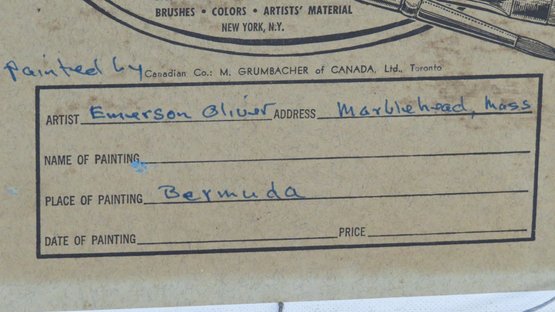 BRUSHES • COLORS • ARTISTS' MATERIAL
NEW YORK, N.Y.
Painted by Canadian Co.: M. GRUMBACHER of CANADA, Ltd., Toronto
ARTIST Emerson Oliver ADDRESS Marblehead, Mass
NAME OF PAINTING
PLACE OF PAINTING Bermuda
DATE OF PAINTING PRICE